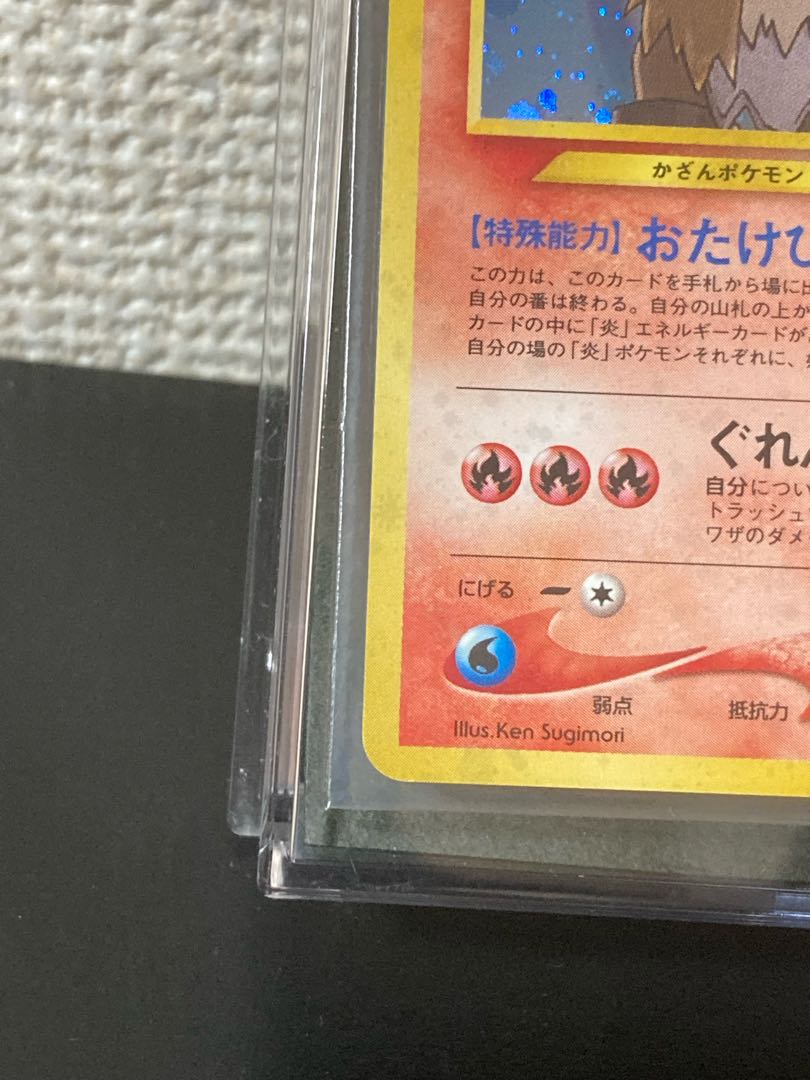 かざんポケモン
【特殊能力】おたけび
この力は、このカードを手札から場に出
自分の番は終わる。自分の山札の上か
カードの中に「炎」エネルギーカードが
自分の場の「炎」ポケモンそれぞれに、
ぐれん
自分につい
トラッシュ
ワザのダメ
にげる
弱点
抵抗力
Illus.Ken Sugimori